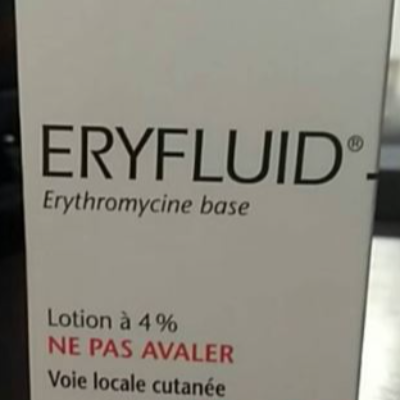 ERYFLUID®
Erythromycine base
Lotion à 4%
NE PAS AVALER
Voie locale cutanée